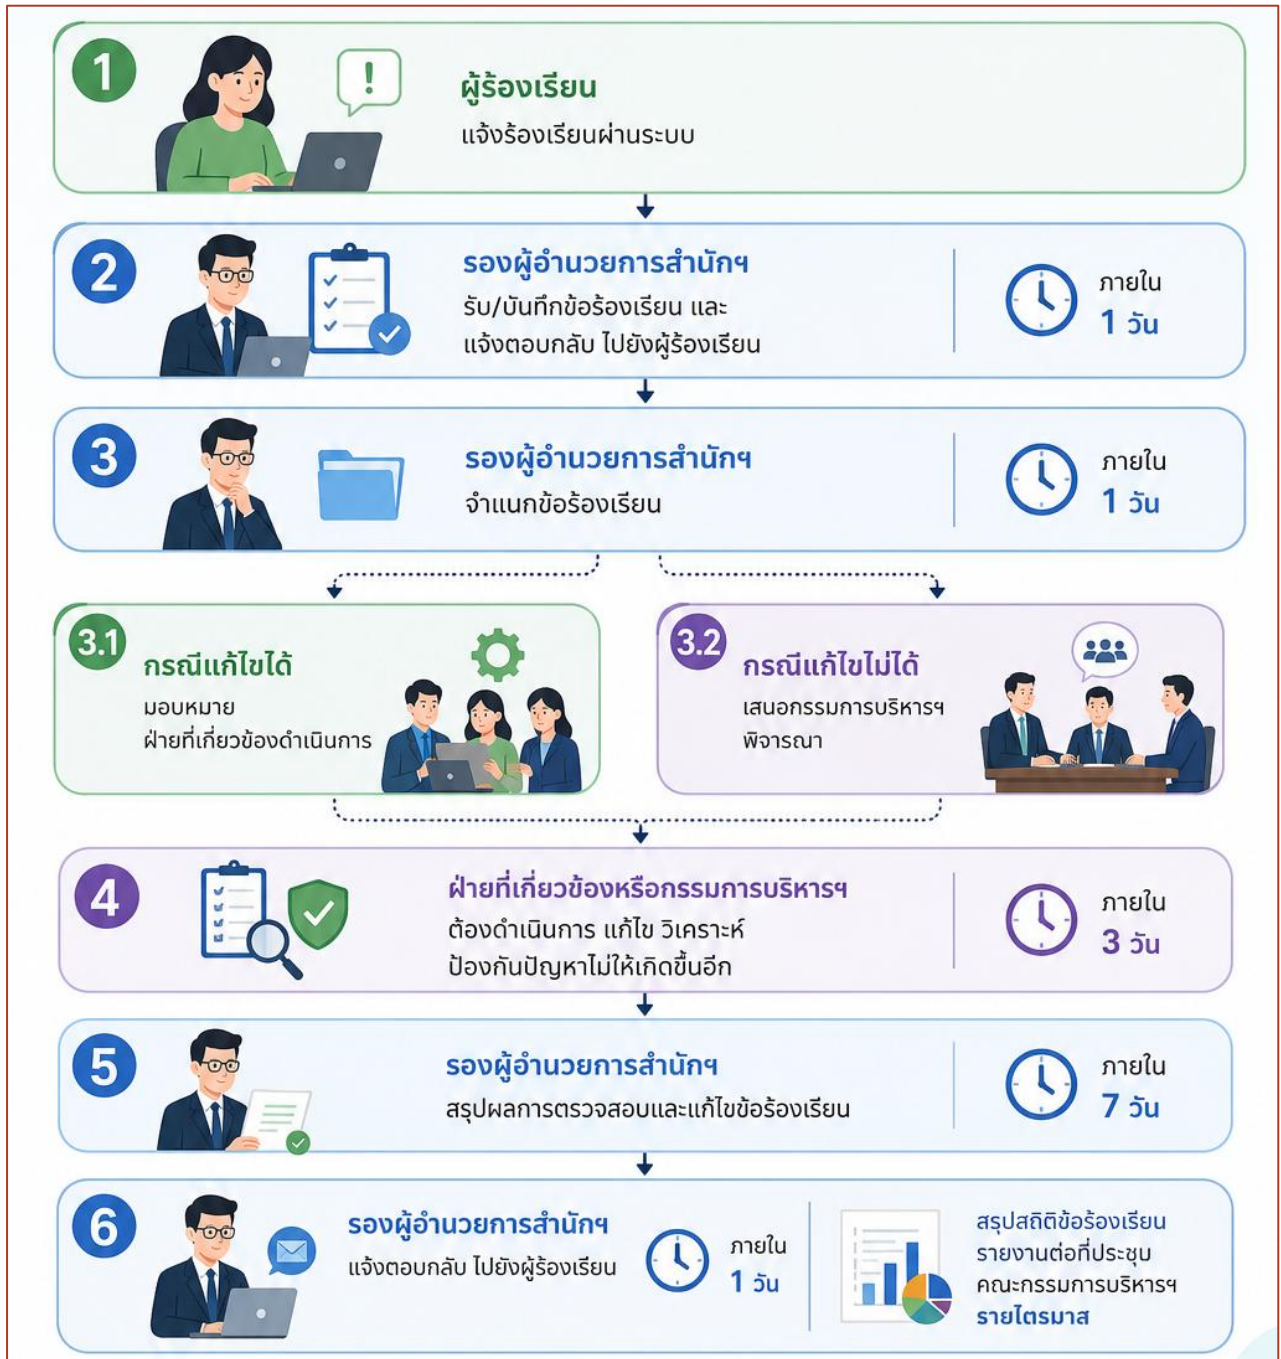 1
!
ผู้ร้องเรียน
แจ้งร้องเรียนผ่านระบบ
2
รองผู้อำนวยการสำนักฯ
รับ/บันทึกข้อร้องเรียน และ
แจ้งตอบกลับ ไปยังผู้ร้องเรียน
ภายใน
1 วัน
3
รองผู้อำนวยการสำนักฯ
จำแนกข้อร้องเรียน
ภายใน
1 วัน
3.1
กรณีแก้ไขได้
มอบหมาย
ฝ่ายที่เกี่ยวข้องดำเนินการ
3.2
กรณีแก้ไขไม่ได้
เสนอกรรมการบริหารฯ
พิจารณา
4
ฝ่ายที่เกี่ยวข้องหรือกรรมการบริหารฯ
ต้องดำเนินการ แก้ไข วิเคราะห์
ป้องกันปัญหาไม่ให้เกิดขึ้นอีก
ภายใน
3 วัน
5
รองผู้อำนวยการสำนักฯ
สรุปผลการตรวจสอบและแก้ไขข้อร้องเรียน
ภายใน
7 วัน
6
รองผู้อำนวยการสำนักฯ
แจ้งตอบกลับ ไปยังผู้ร้องเรียน
ภายใน
1 วัน
สรุปสถิติข้อร้องเรียน
รายงานต่อที่ประชุม
คณะกรรมการบริหารฯ
รายไตรมาส